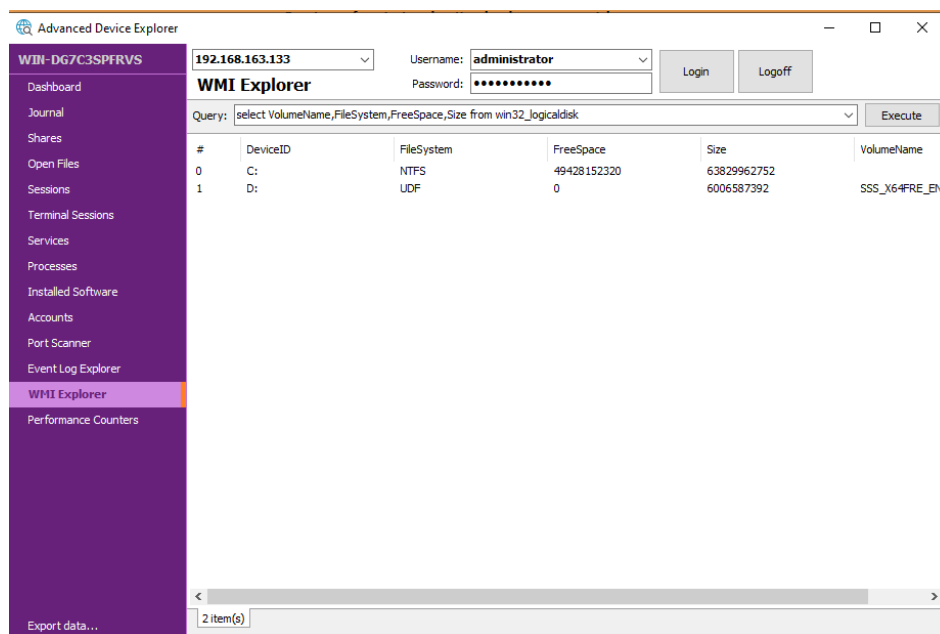 Advanced Device Explorer
WIN-DG7C3SPFRVS
Dashboard
Journal
Shares
Open Files
Sessions
Terminal Sessions
Services
Processes
Installed Software
Accounts
Port Scanner
Event Log Explorer
WMI Explorer
Performance Counters
Export data...
192.168.163.133 Username: administrator
WMI Explorer Password: •••••••••••
Login Logoff
Query: select VolumeName,FileSystem,FreeSpace,Size from win32_logicaldisk Execute
# DeviceID FileSystem FreeSpace Size VolumeName
0 C: NTFS 49428152320 63829962752
1 D: UDF 0 6006587392 SSS_X64FRE_EN
2 item(s)